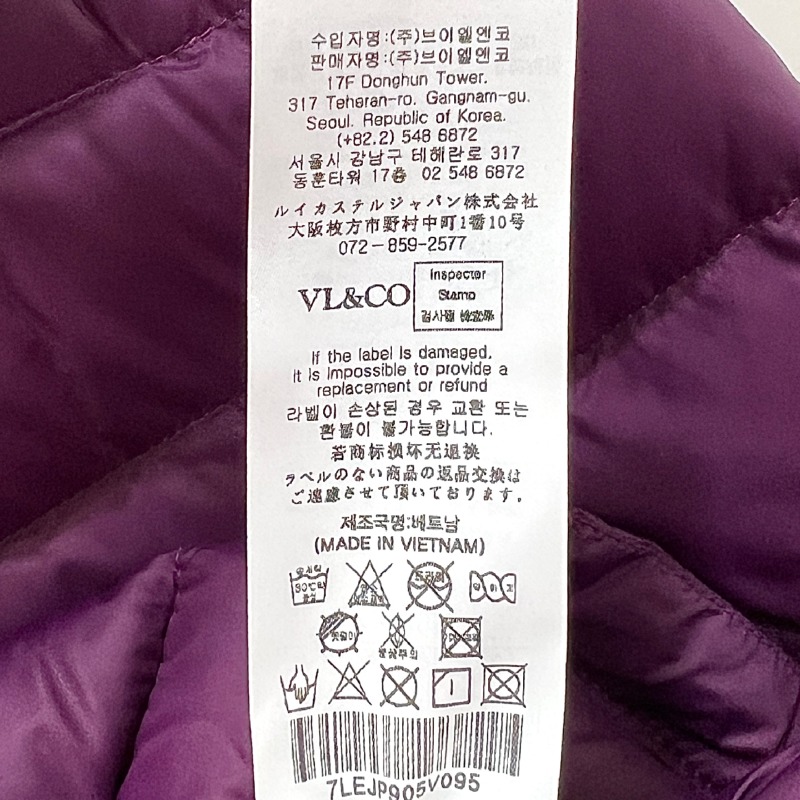 수입자명:(주)브이엘엔코
판매자명:(주)브이엘엔코
17F Donghun Tower.
317 Teheran-ro. Gangnam-gu.
Seoul. Republic of Korea.
(+82.2) 548 6872
서울시 강남구 테헤란로 317
동훈타워 17층 02 548 6872
ルイカステルジャパン株式会社
大阪枚方市野村中町1番10号
072-859-2577
VL&CO
Inspector
Stamp
If the label is damaged,
it is impossible to provide a
replacement or refund
라벨이 손상된 경우 교환 또는
환불이 불가능합니다.
若商标损坏无退换
ラベルのない商品の返品交換は
ご遠慮させて頂いております。
제조국명:베트남
(MADE IN VIETNAM)
7LEJP905V095